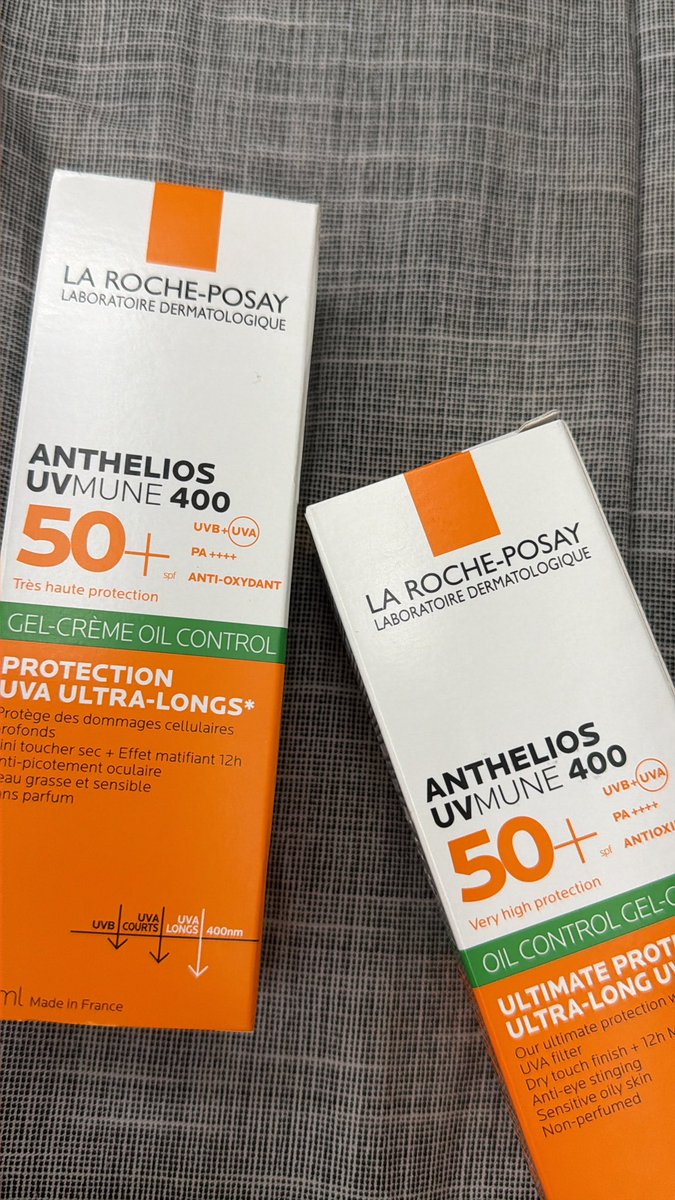 LA ROCHE-POSAY
LABORATOIRE DERMATOLOGIQUE
ANTHELIOS
UVMUNE 400
50+
spf
UVB+UVA
PA ++++
ANTI-OXYDANT
Très haute protection
GEL-CRÈME OIL CONTROL
PROTECTION
UVA ULTRA-LONGS*
Protège des dommages cellulaires
rofonds
ini toucher sec + Effet matifiant 12h
nti-picotement oculaire
eau grasse et sensible
ans parfum
UVB
UVA
COURTS
UVA
LONGS
400nm
ml Made in France
LA ROCHE-POSAY
LABORATOIRE DERMATOLOGIQUE
ANTHELIOS
UVMUNE 400
50+
spf
UVB+UVA
PA ++++
ANTIOXI
Very high protection
OIL CONTROL GEL-C
ULTIMATE PROT
ULTRA-LONG UV
Our ultimate protection w
UVA filter
Dry touch finish + 12h M
Anti-eye stinging
Sensitive oily skin
Non-perfumed